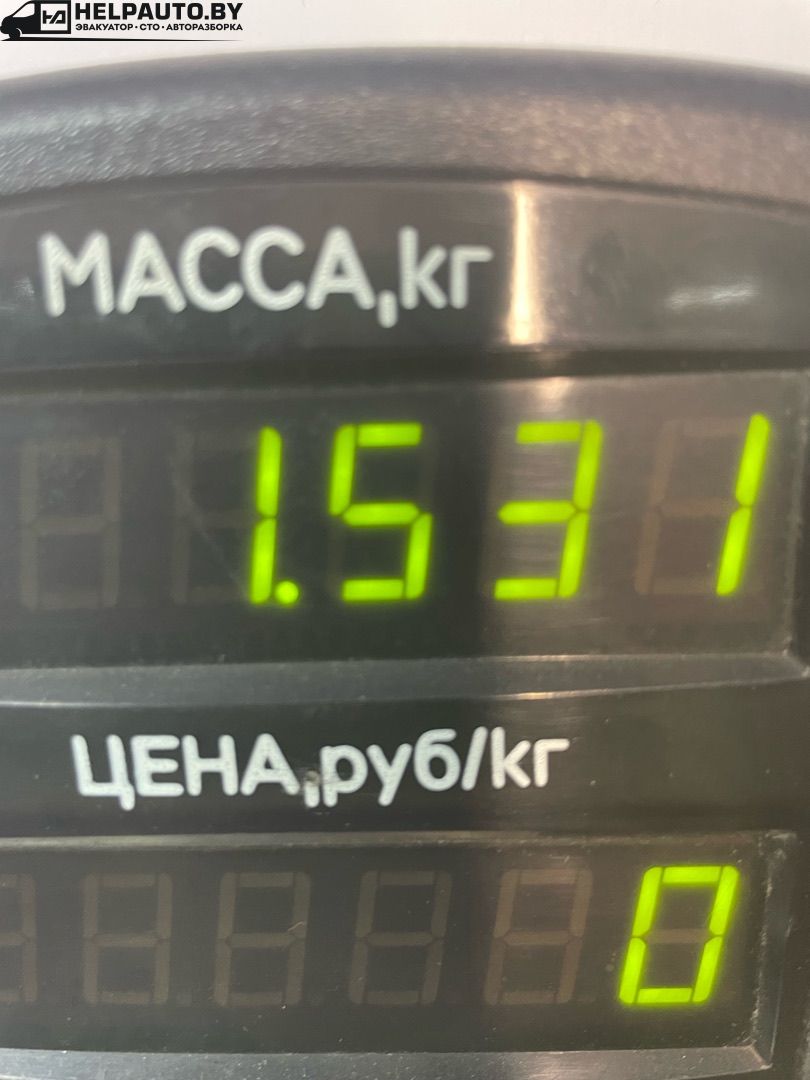 HELPAUTO.BY
ЭВАКУАТОР · СТО · АВТОРАЗБОРКА
МАССА,кг
1.531
ЦЕНА,руб/кг
0